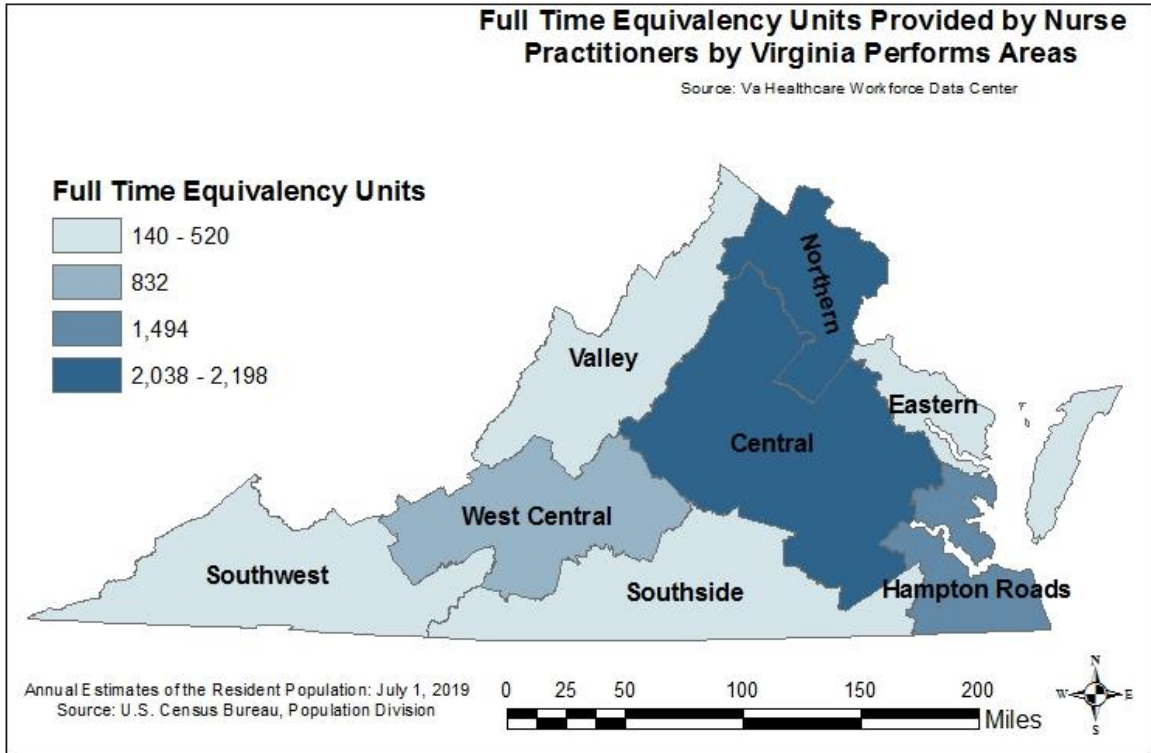 Full Time Equivalency Units Provided by Nurse
Practitioners by Virginia Performs Areas
Source: Va Healthcare Workforce Data Center
Full Time Equivalency Units
140 - 520
832
1,494
2,038 - 2,198
Northern
Valley
Eastern
Central
West Central
Southwest
Southside
Hampton Roads
Annual Estimates of the Resident Population: July 1, 2019
Source: U.S. Census Bureau, Population Division
0 25 50 100 150 200
Miles
N
W E
S